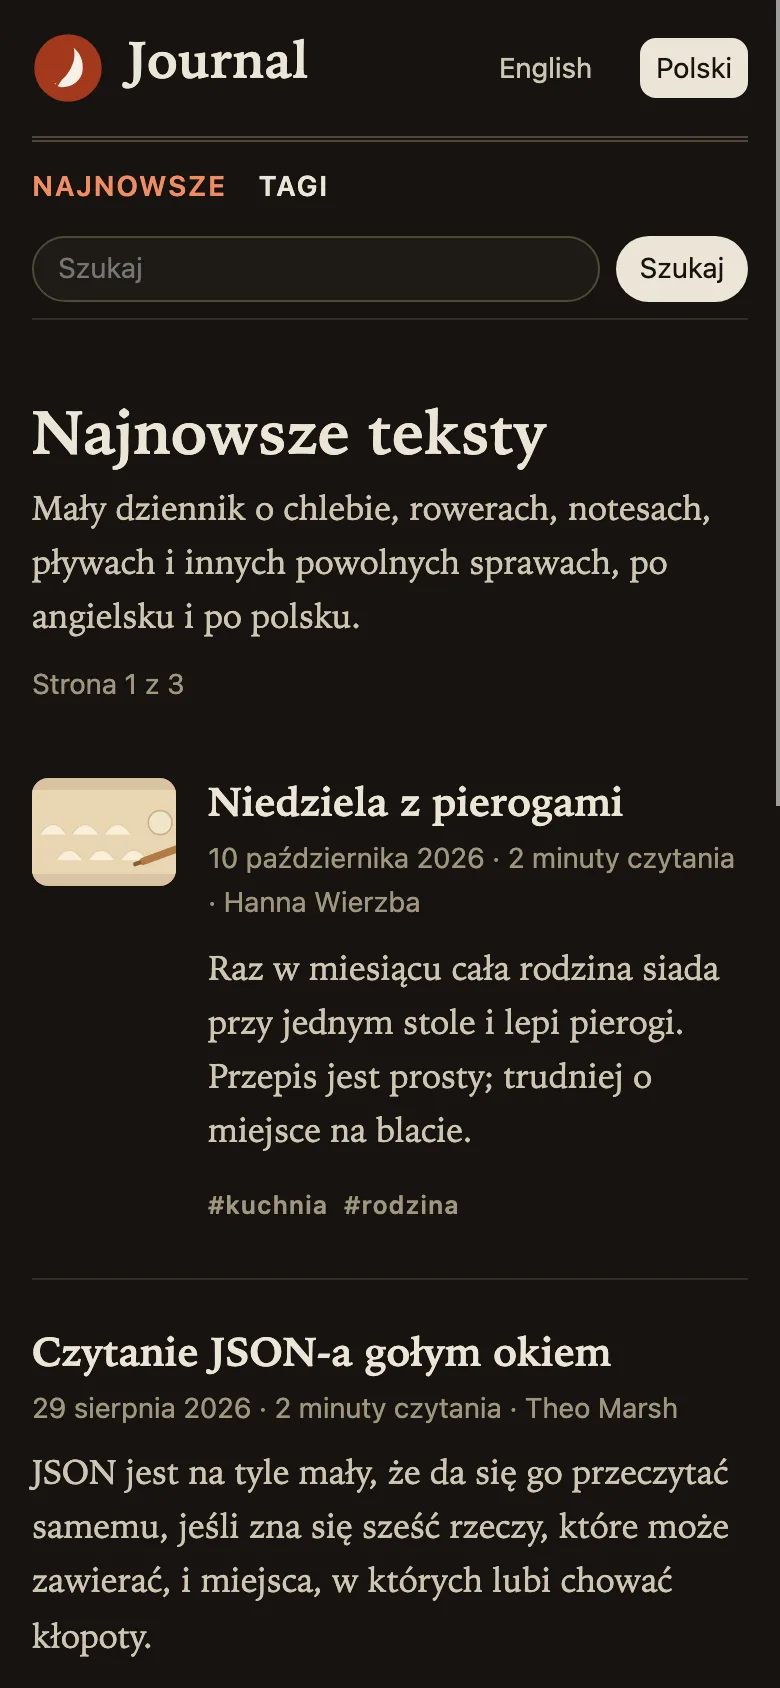 Journal
English
Polski
NAJNOWSZE
TAGI
Szukaj
Szukaj
Najnowsze teksty
Mały dziennik o chlebie, rowerach, notesach,
pływach i innych powolnych sprawach, po
angielsku i po polsku.
Strona 1 z 3
Niedziela z pierogami
10 października 2026 · 2 minuty czytania
· Hanna Wierzba
Raz w miesiącu cała rodzina siada
przy jednym stole i lepi pierogi.
Przepis jest prosty; trudniej o
miejsce na blacie.
#kuchnia #rodzina
Czytanie JSON-a gołym okiem
29 sierpnia 2026 · 2 minuty czytania · Theo Marsh
JSON jest na tyle mały, że da się go przeczytać
samemu, jeśli zna się sześć rzeczy, które może
zawierać, i miejsca, w których lubi chować
kłopoty.